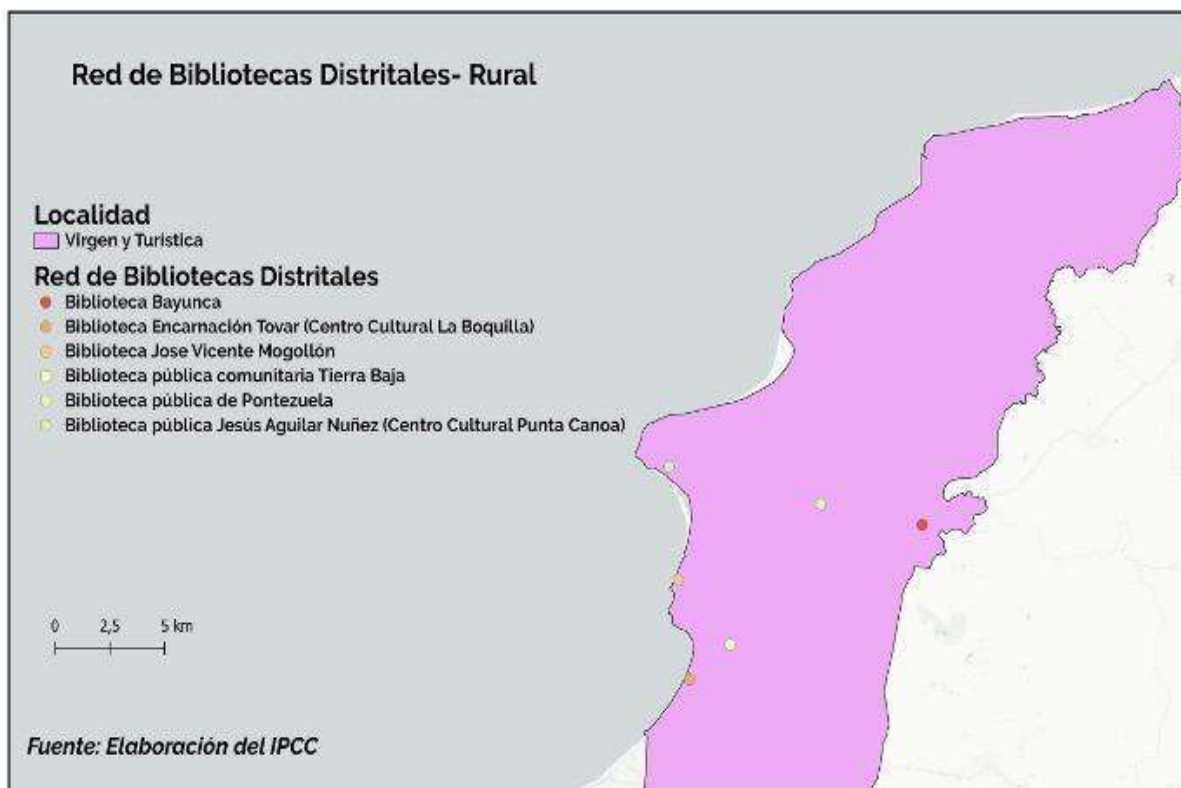 Red de Bibliotecas Distritales- Rural
Localidad
Virgen y Turistica
Red de Bibliotecas Distritales
Biblioteca Bayunca
Biblioteca Encarnación Tovar (Centro Cultural La Boquilla)
Biblioteca Jose Vicente Mogollón
Biblioteca pública comunitaria Tierra Baja
Biblioteca pública de Pontezuela
Biblioteca pública Jesús Aguilar Nuñez (Centro Cultural Punta Canoa)
0 2,5 5 km
Fuente: Elaboración del IPCC